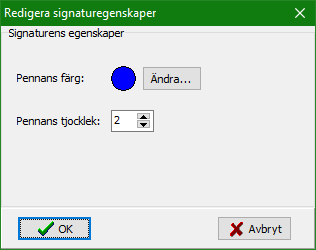 Redigera signaturegenskaper
Signaturens egenskaper
Pennans färg:
Ändra...
Pennans tjocklek:
2
OK
Avbryt